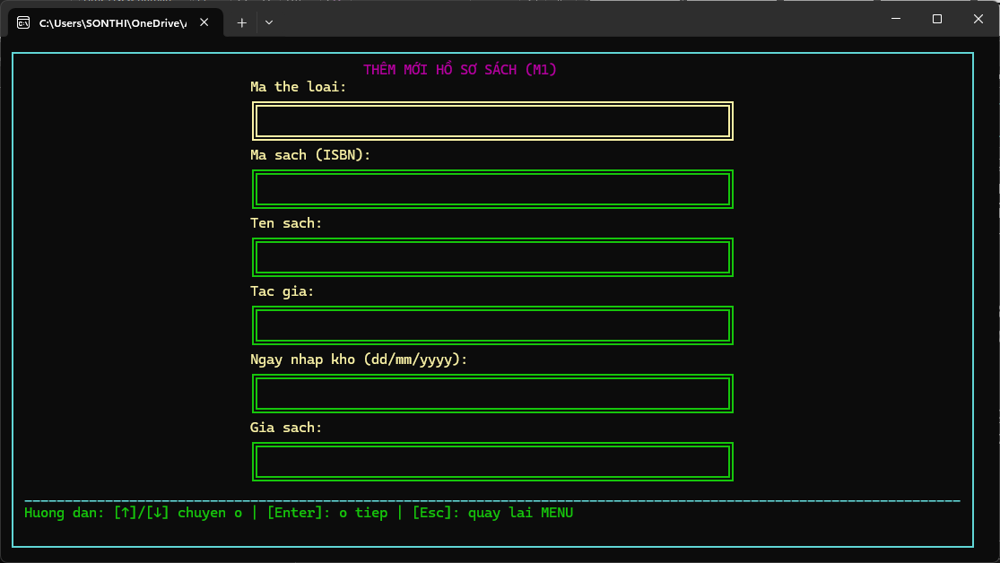 C:\Users\SONTHI\OneDrive\
THÊM MỚI HỒ SƠ SÁCH (M1)
Ma the loai:
Ma sach (ISBN):
Ten sach:
Tac gia:
Ngay nhap kho (dd/mm/yyyy):
Gia sach:
Huong dan: [↑]/[↓] chuyen o | [Enter]: o tiep | [Esc]: quay lai MENU